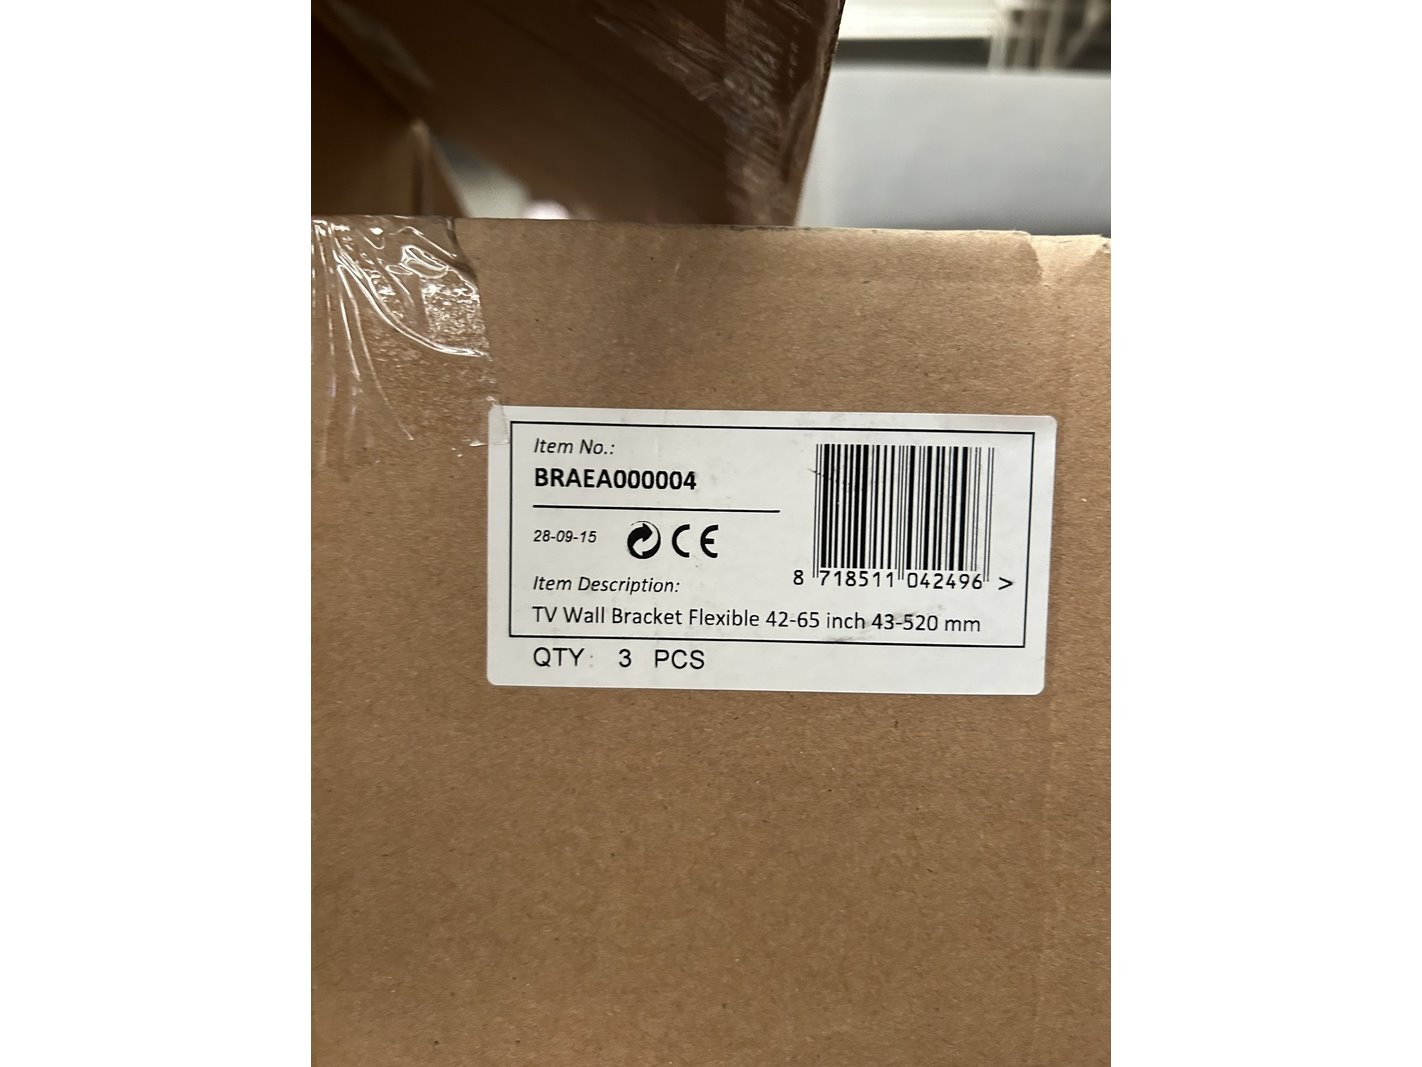 Item No.:
BRAEA000004
28-09-15 CE
Item Description:
TV Wall Bracket Flexible 42-65 inch 43-520 mm
QTY: 3 PCS
8 718511 042496 >